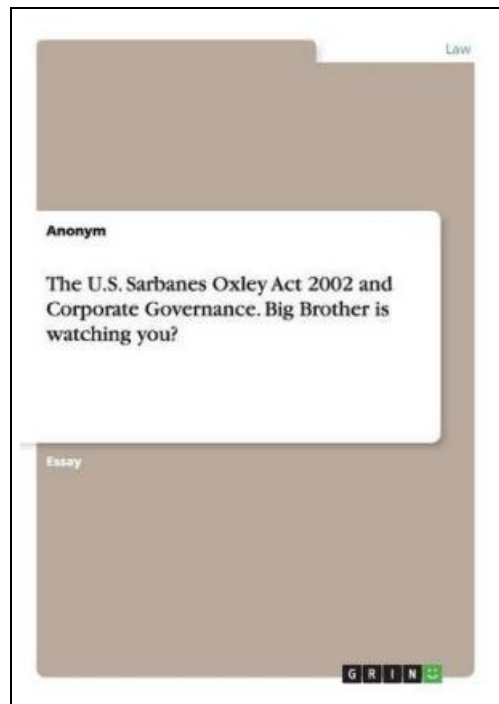 Law
Anonym
The U.S. Sarbanes Oxley Act 2002 and
Corporate Governance. Big Brother is
watching you?
Essay
GRIN